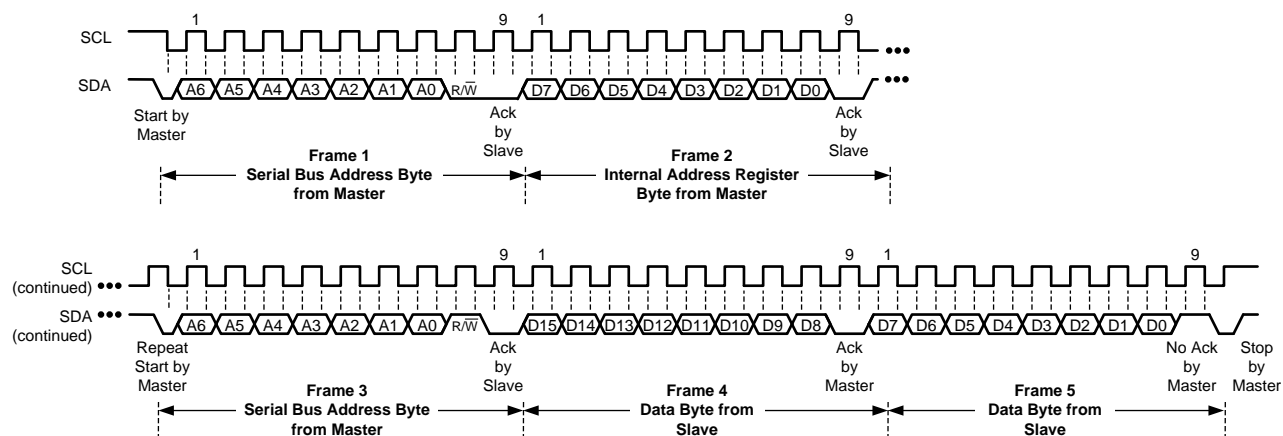 1 9 1 9
SCL
SDA A6 A5 A4 A3 A2 A1 A0 R/W̅ D7 D6 D5 D4 D3 D2 D1 D0
Start by
Master
Ack
by
Slave
Ack
by
Slave
Frame 1
Serial Bus Address Byte
from Master
Frame 2
Internal Address Register
Byte from Master
1 9 1 9 1 9
SCL
(continued)
SDA
(continued)
A6 A5 A4 A3 A2 A1 A0 R/W̅ D15 D14 D13 D12 D11 D10 D9 D8 D7 D6 D5 D4 D3 D2 D1 D0
Repeat
Start by
Master
Ack
by
Slave
Ack
by
Master
No Ack
by
Master
Stop
by
Master
Frame 3
Serial Bus Address Byte
from Master
Frame 4
Data Byte from
Slave
Frame 5
Data Byte from
Slave